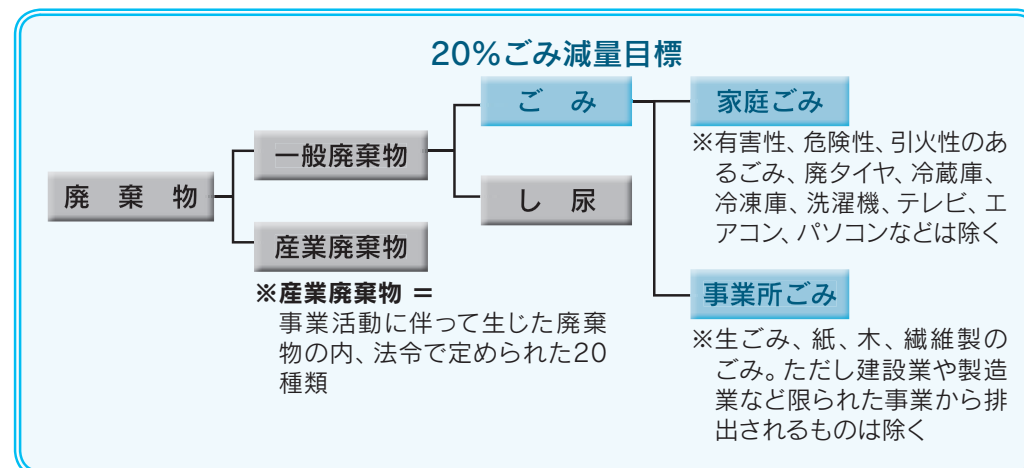 20%ごみ減量目標
廃棄物
一般廃棄物
産業廃棄物
※産業廃棄物 =
事業活動に伴って生じた廃棄
物の内、法令で定められた20
種類
ごみ
し尿
家庭ごみ
※有害性、危険性、引火性のあ
るごみ、廃タイヤ、冷蔵庫、
冷凍庫、洗濯機、テレビ、エ
アコン、パソコンなどは除く
事業所ごみ
※生ごみ、紙、木、繊維製の
ごみ。ただし建設業や製造
業など限られた事業から排
出されるものは除く